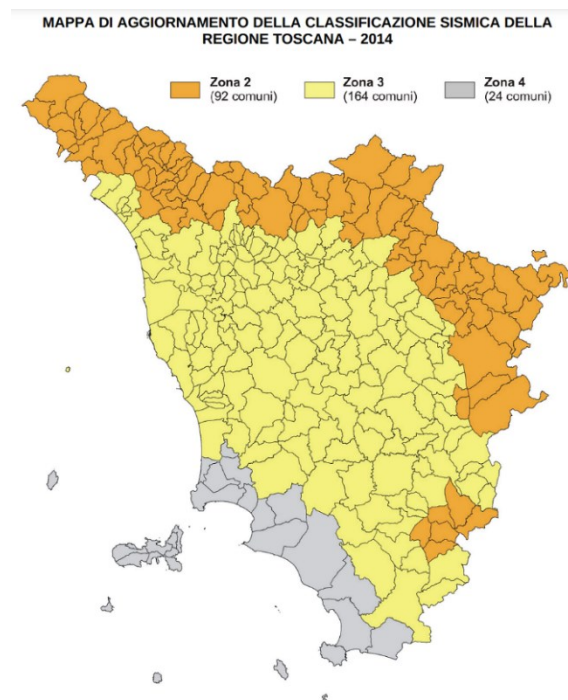 MAPPA DI AGGIORNAMENTO DELLA CLASSIFICAZIONE SISMICA DELLA
REGIONE TOSCANA – 2014
Zona 2
(92 comuni)
Zona 3
(164 comuni)
Zona 4
(24 comuni)